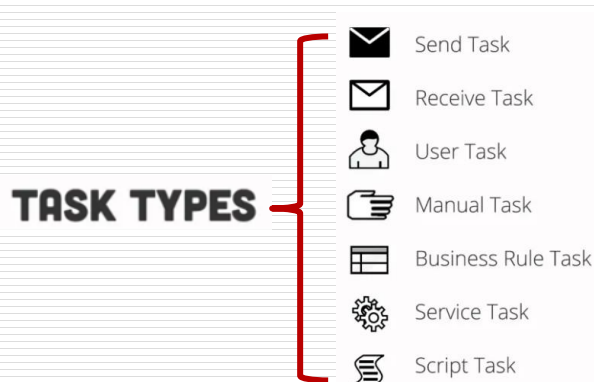 TASK TYPES
Send Task
Receive Task
User Task
Manual Task
Business Rule Task
Service Task
Script Task